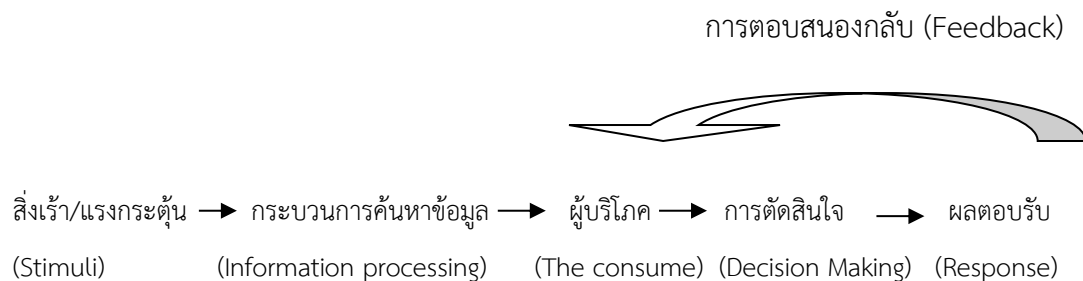 การตอบสนองกลับ (Feedback)
สิ่งเร้า/แรงกระตุ้น กระบวนการค้นหาข้อมูล ผู้บริโภค การตัดสินใจ ผลตอบรับ
(Stimuli) (Information processing) (The consume) (Decision Making) (Response)